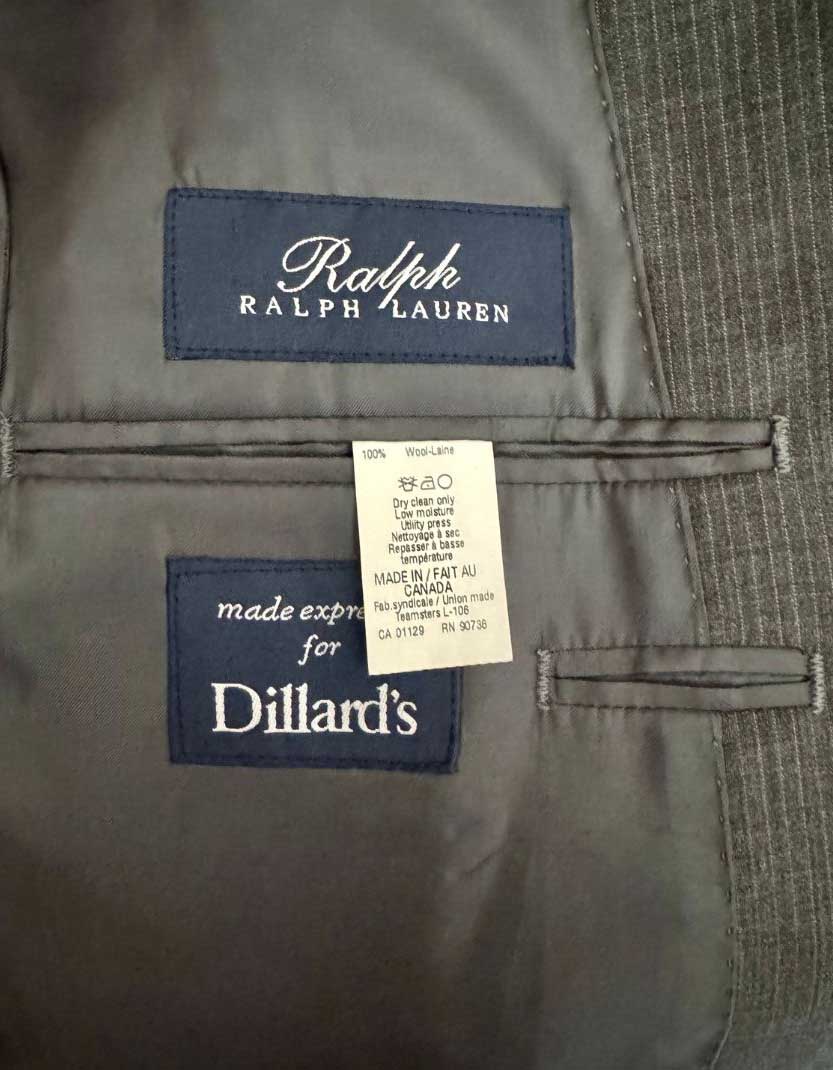 Ralph
RALPH LAUREN
100% Wool-Laine
Dry clean only
Low moisture
Utility press
Nettoyage à sec
Repasser à basse
température
MADE IN / FAIT AU
CANADA
Fab.syndicale / Union made
Teamsters L-106
CA 01129 RN 90736
made expre
for
Dillard's